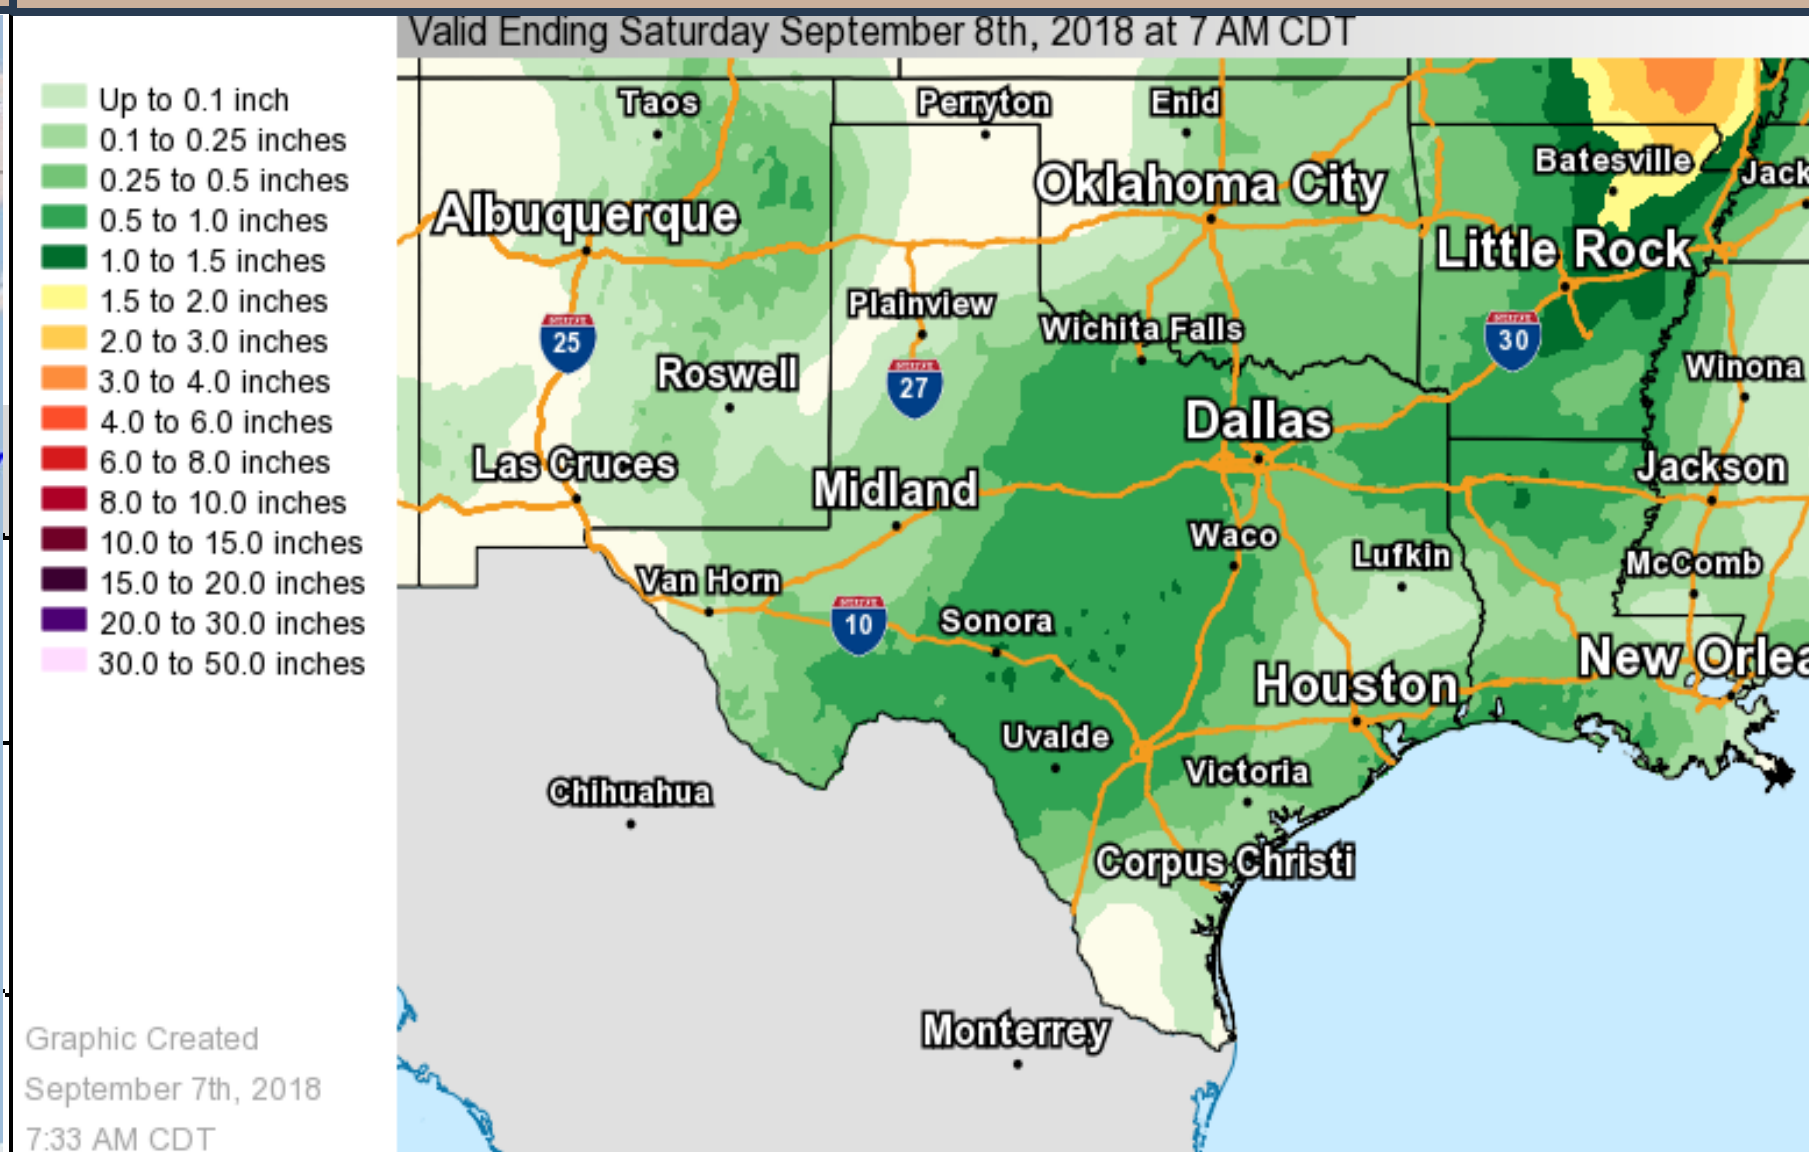 Valid Ending Saturday September 8th, 2018 at 7 AM CDT
Up to 0.1 inch
0.1 to 0.25 inches
0.25 to 0.5 inches
0.5 to 1.0 inches
1.0 to 1.5 inches
1.5 to 2.0 inches
2.0 to 3.0 inches
3.0 to 4.0 inches
4.0 to 6.0 inches
6.0 to 8.0 inches
8.0 to 10.0 inches
10.0 to 15.0 inches
15.0 to 20.0 inches
20.0 to 30.0 inches
30.0 to 50.0 inches
Graphic Created
September 7th, 2018
7:33 AM CDT
Taos
Perryton
Enid
Batesville
Jack
Oklahoma City
Albuquerque
Little Rock
Plainview
Wichita Falls
25
30
Roswell
27
Winona
Dallas
Las Cruces
Midland
Jackson
Waco
Lufkin
McComb
Van Horn
10
Sonora
New Orlea
Houston
Uvalde
Victoria
Chihuahua
Corpus Christi
Monterrey